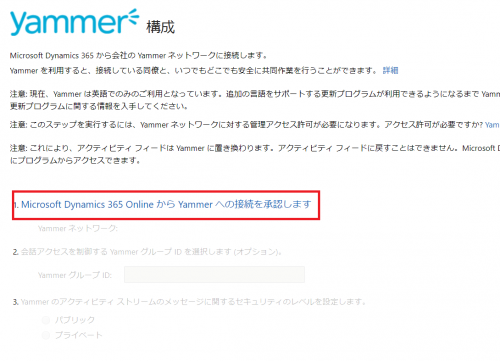 yammer 構成
Microsoft Dynamics 365 から会社の Yammer ネットワークに接続します。
Yammer を利用すると、接続している同僚と、いつでもどこでも安全に共同作業を行うことができます。 詳細
注意: 現在、Yammer は英語でのみのご利用となっています。追加の言語をサポートする更新プログラムが利用できるようになるまで Yamm
更新プログラムに関する情報を入手してください。
注意: このステップを実行するには、Yammer ネットワークに対する管理アクセス許可が必要になります。アクセス許可が必要ですか? Yam
注意: これにより、アクティビティ フィードは Yammer に置き換わります。アクティビティ フィードに戻すことはできません。Microsoft D
にプログラムからアクセスできます。
1. Microsoft Dynamics 365 Online から Yammer への接続を承認します
Yammer ネットワーク:
2. 会話アクセスを制御する Yammer グループ ID を選択します (オプション)。
Yammer グループ ID:
3. Yammer のアクティビティ ストリームのメッセージに関するセキュリティのレベルを設定します。
パブリック
プライベート